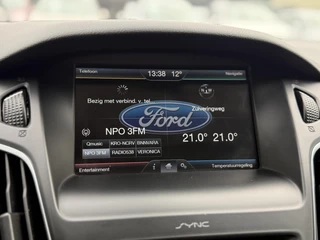 Telefoon 13:38 12° Navigatie
Bezig met verbind. v. tel.
Zuiveringweg
Ford
NPO 3FM
21.0° 21.0°
Qmusic KRO-NCRV BNNVARA
NPO 3FM RADIO538 VERONICA
Entertainment i Temperatuurregeling
SYNC